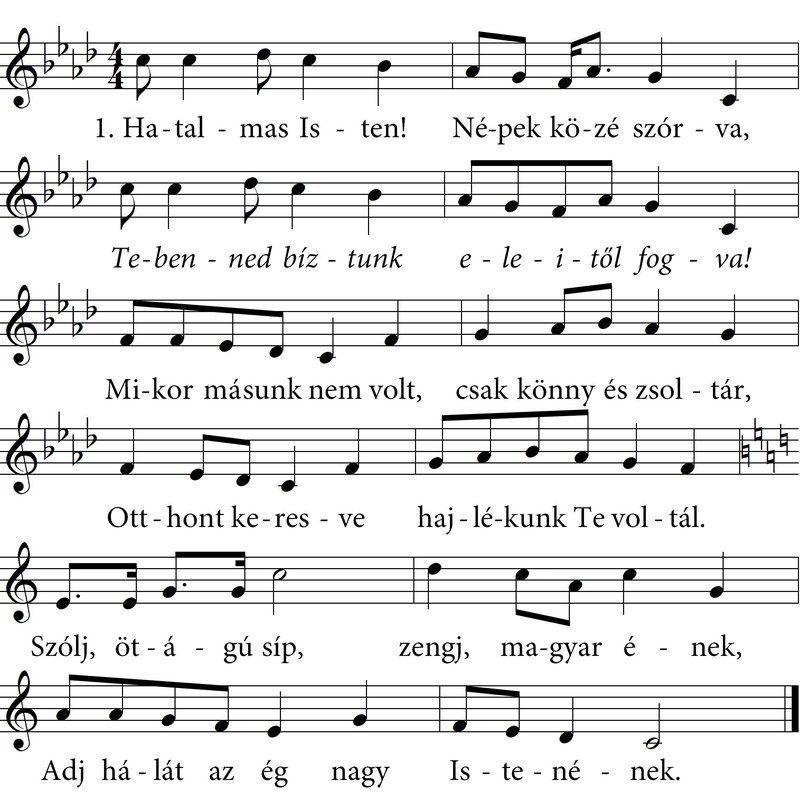 1. Ha-tal - mas Is - ten! Né-pek kö-zé szór - va,
Te-ben - ned bíz - tunk e - le - i - től fog - va!
Mi-kor másunk nem volt, csak könny és zsol - tár,
Ott-hont ke-res - ve haj-lé-kunk Te vol-tál.
Szólj, öt-á - gú síp, zengj, ma-gyar é - nek,
Adj há-lát az ég nagy Is - te - né - nek.